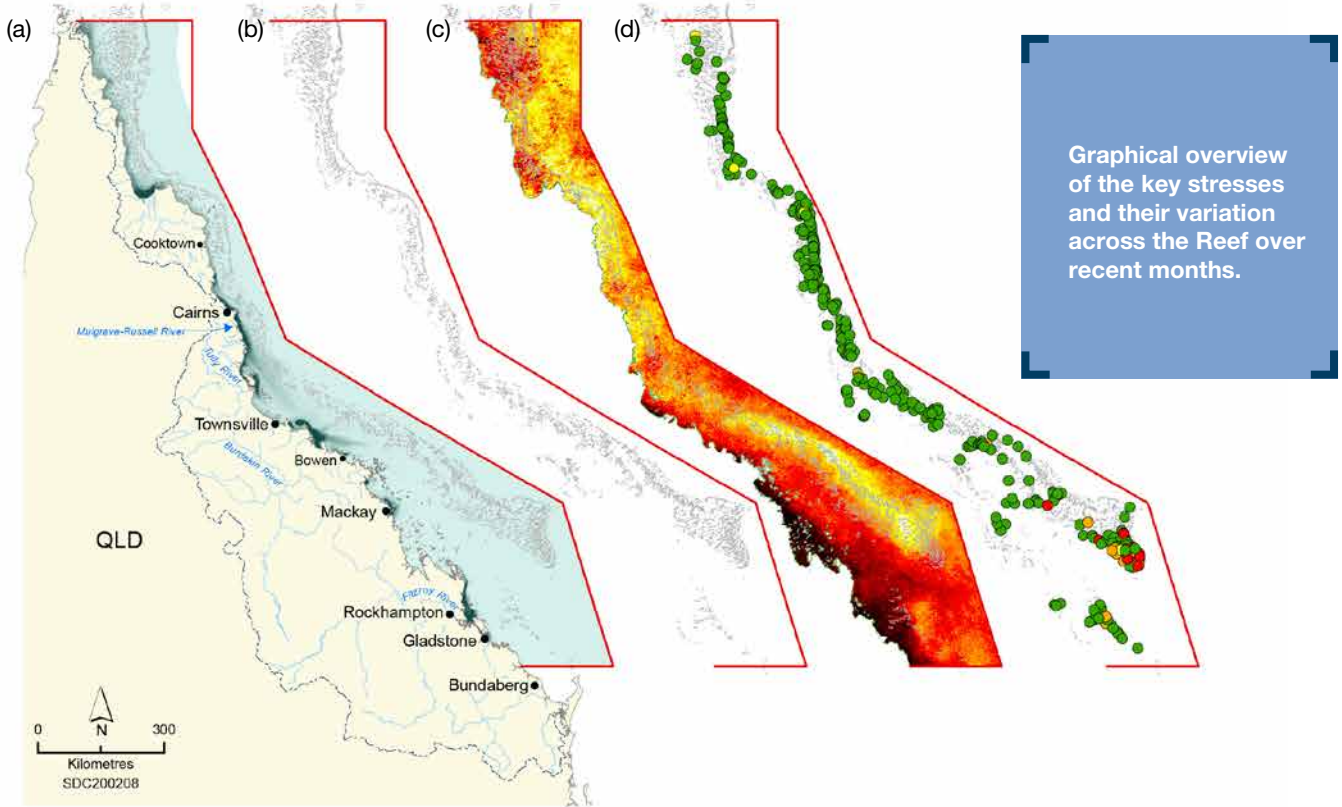 (a)
(b)
(c)
(d)
Graphical overview
of the key stresses
and their variation
across the Reef over
recent months.
Cooktown
Cairns
Mulgrave-Russell River
Tully River
Townsville
Bowen
Burdekin River
Mackay
QLD
Fitzroy River
Rockhampton
Gladstone
Bundaberg
N
0 300
Kilometres
SDC200208